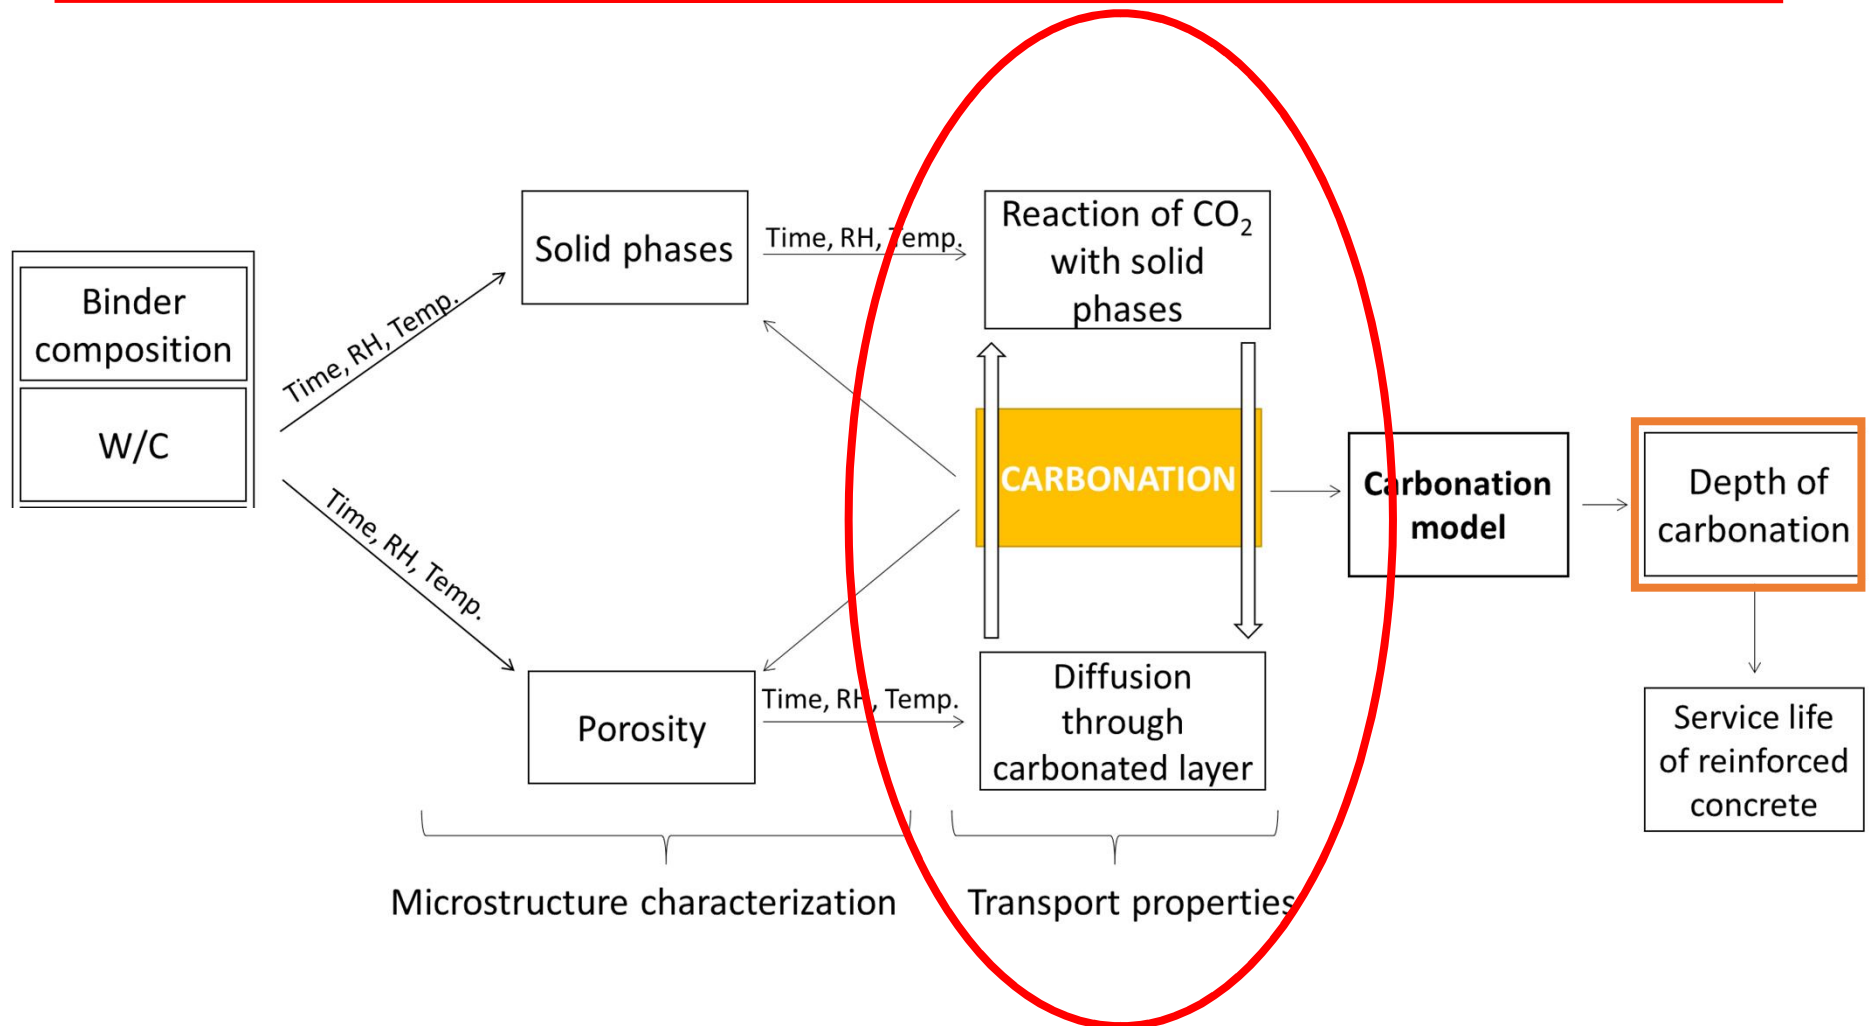 Binder
composition
W/C
Time, RH, Temp.
Time, RH, Temp.
Solid phases
Porosity
Time, RH, Temp.
Time, RH, Temp.
Reaction of CO₂
with solid
phases
CARBONATION
Diffusion
through
carbonated layer
Carbonation
model
Depth of
carbonation
Service life
of reinforced
concrete
Microstructure characterization
Transport properties